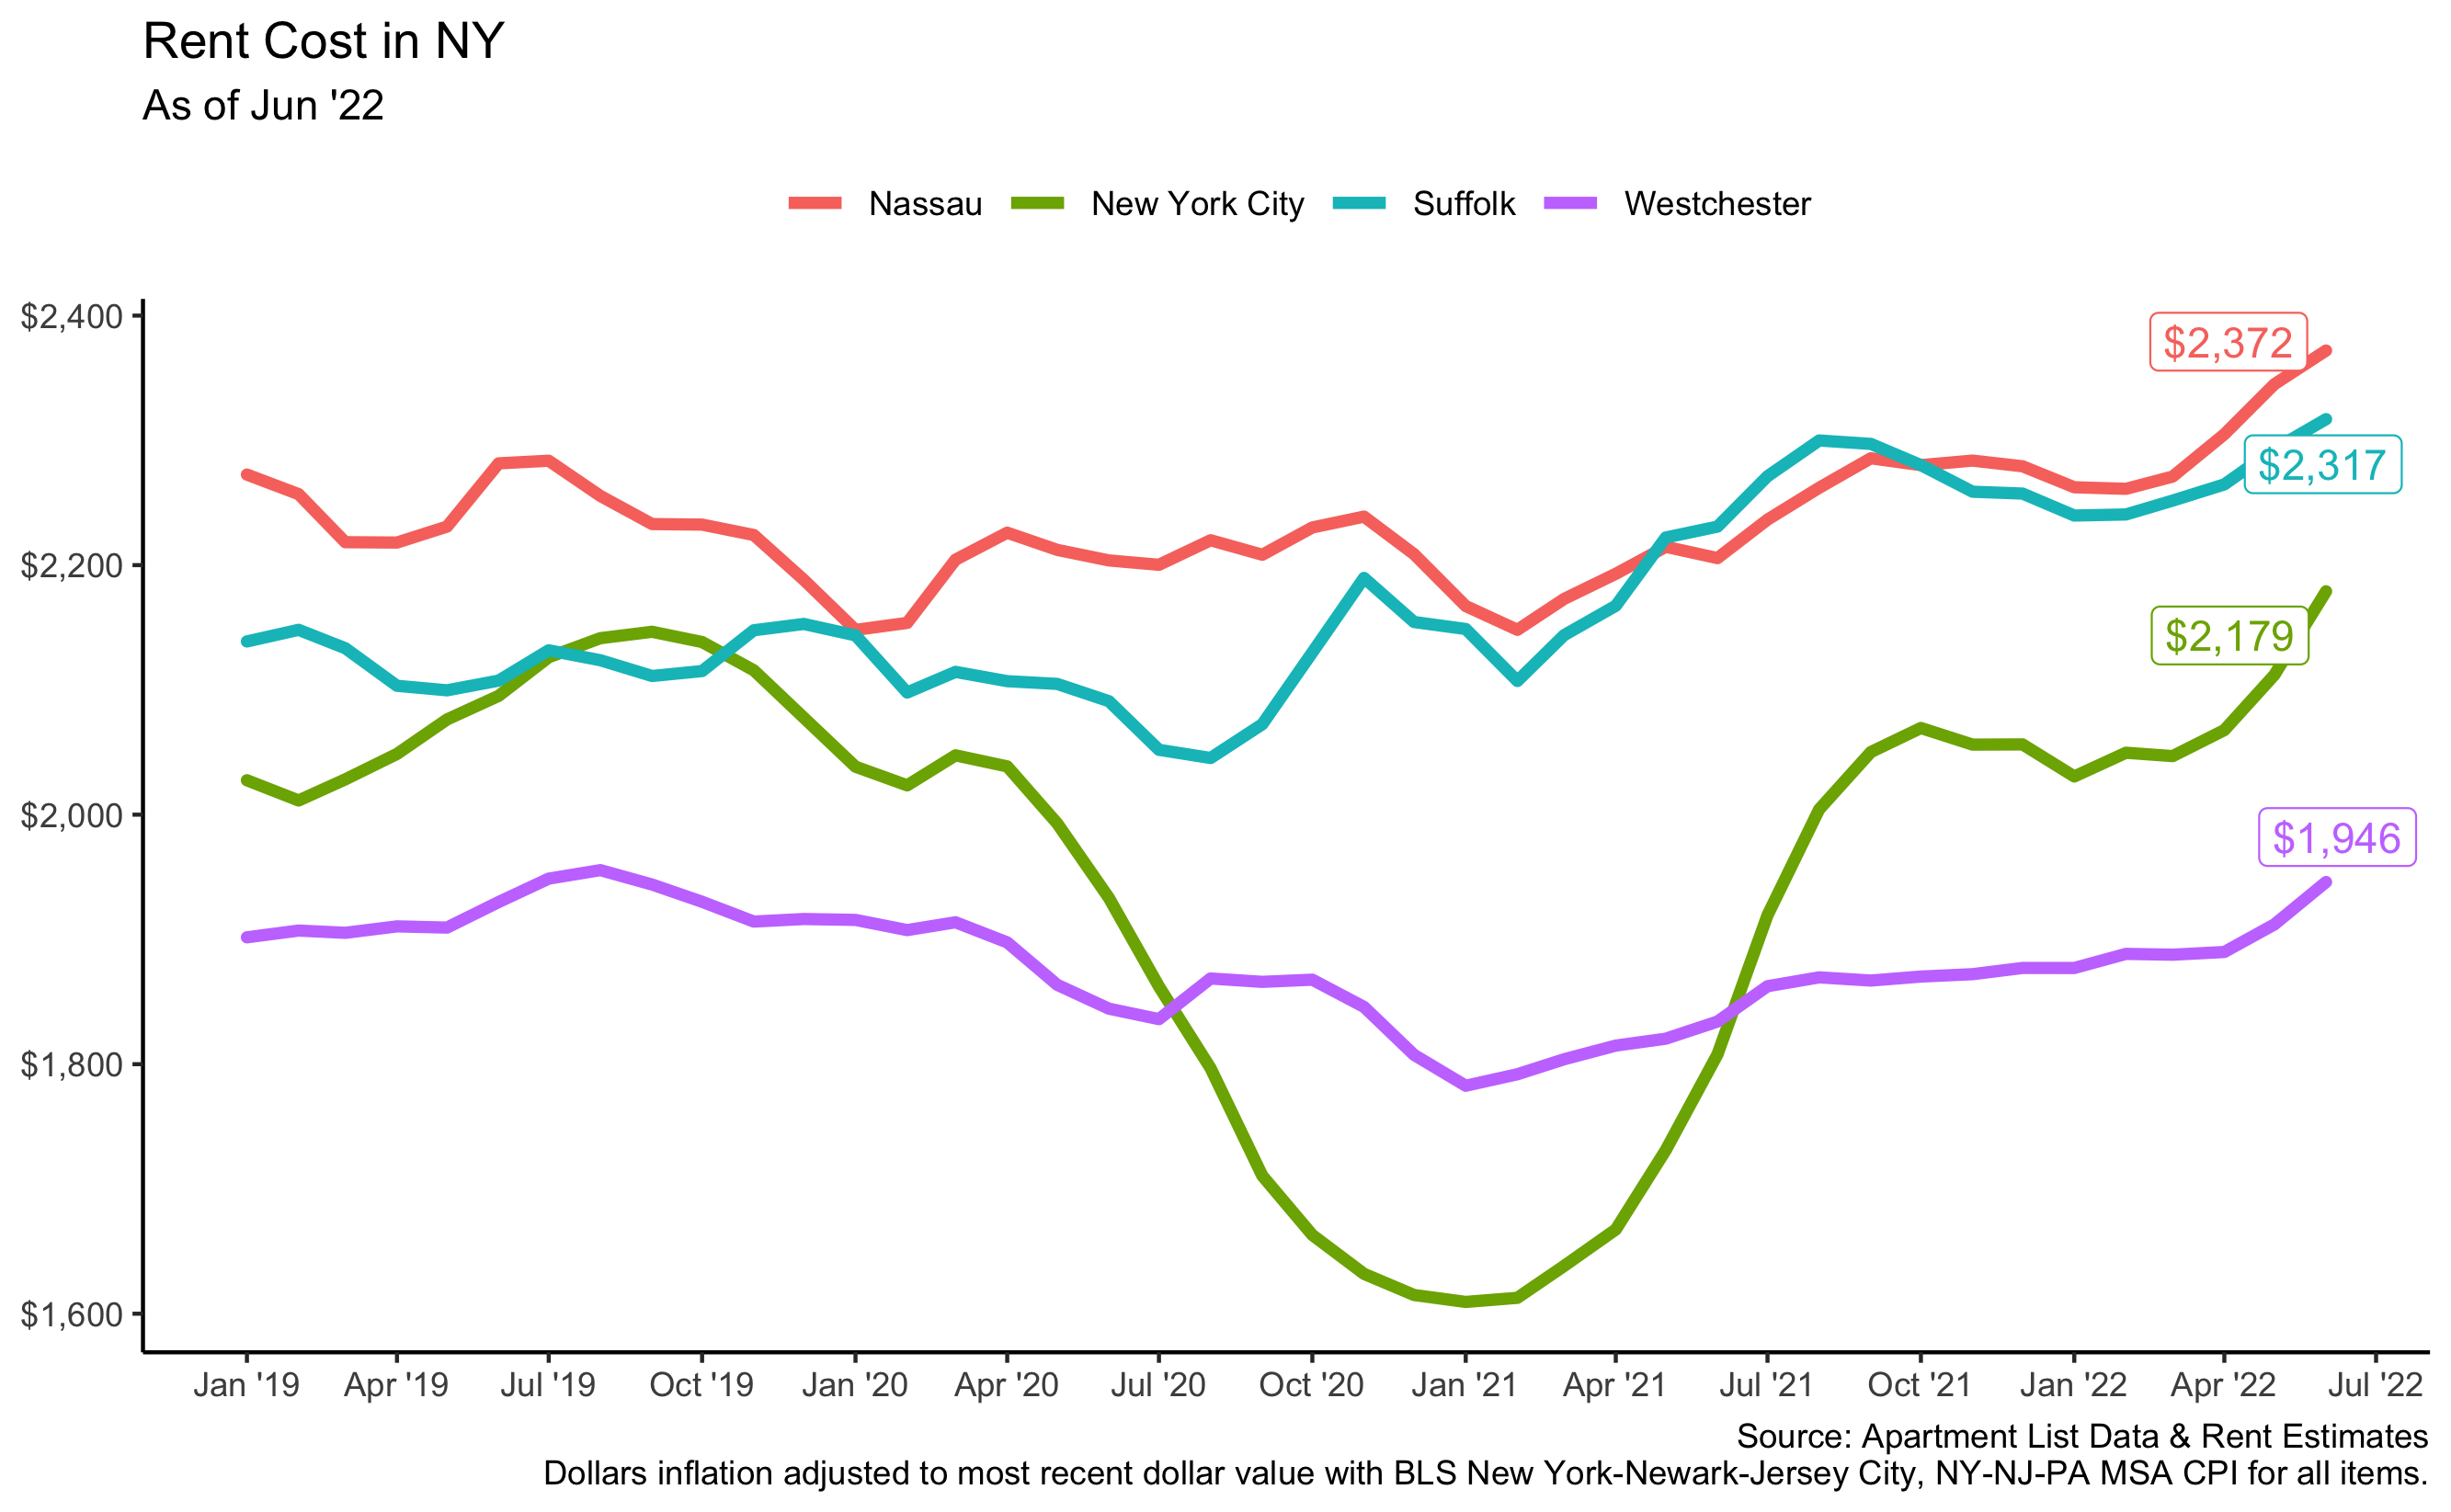 Rent Cost in NY
As of Jun '22
Nassau New York City Suffolk Westchester
$2,400
$2,200
$2,000
$1,800
$1,600
$2,372
$2,317
$2,179
$1,946
Jan '19 Apr '19 Jul '19 Oct '19 Jan '20 Apr '20 Jul '20 Oct '20 Jan '21 Apr '21 Jul '21 Oct '21 Jan '22 Apr '22 Jul '22
Source: Apartment List Data & Rent Estimates
Dollars inflation adjusted to most recent dollar value with BLS New York-Newark-Jersey City, NY-NJ-PA MSA CPI for all items.